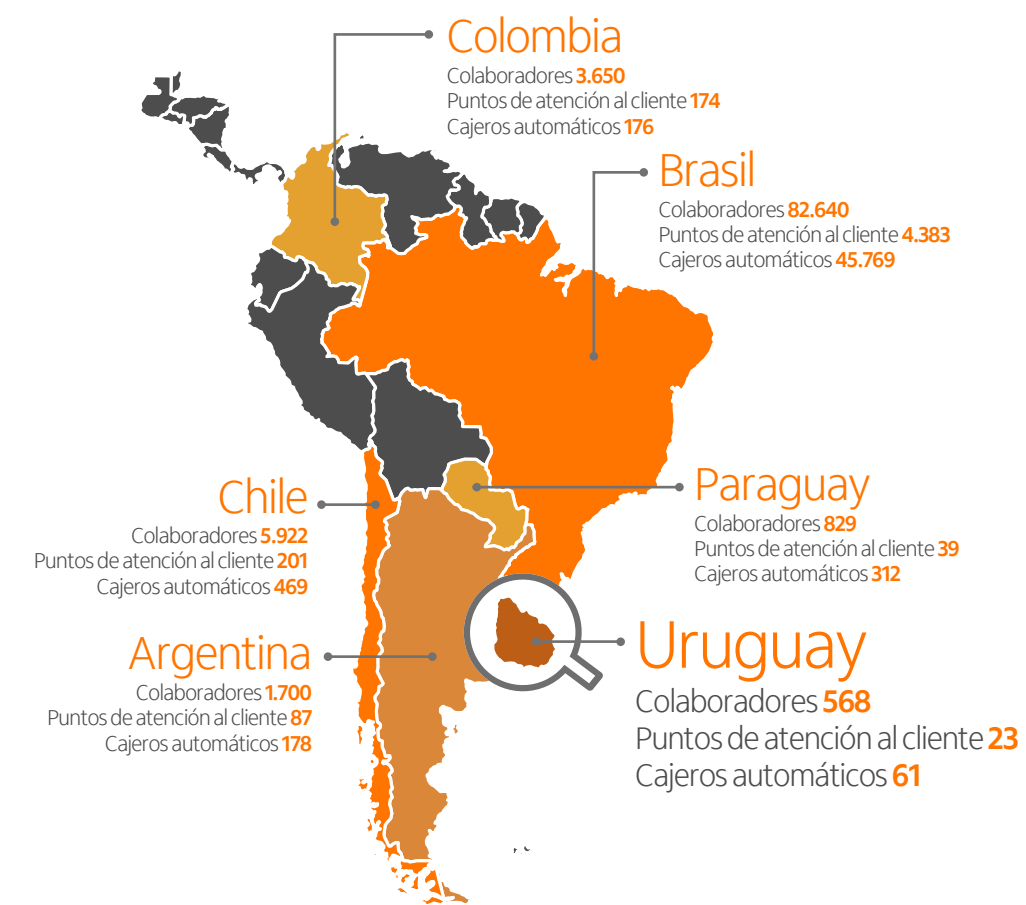 Colombia
Colaboradores 3.650
Puntos de atención al cliente 174
Cajeros automáticos 176
Brasil
Colaboradores 82.640
Puntos de atención al cliente 4.383
Cajeros automáticos 45.769
Chile
Colaboradores 5.922
Puntos de atención al cliente 201
Cajeros automáticos 469
Paraguay
Colaboradores 829
Puntos de atención al cliente 39
Cajeros automáticos 312
Argentina
Colaboradores 1.700
Puntos de atención al cliente 87
Cajeros automáticos 178
Uruguay
Colaboradores 568
Puntos de atención al cliente 23
Cajeros automáticos 61